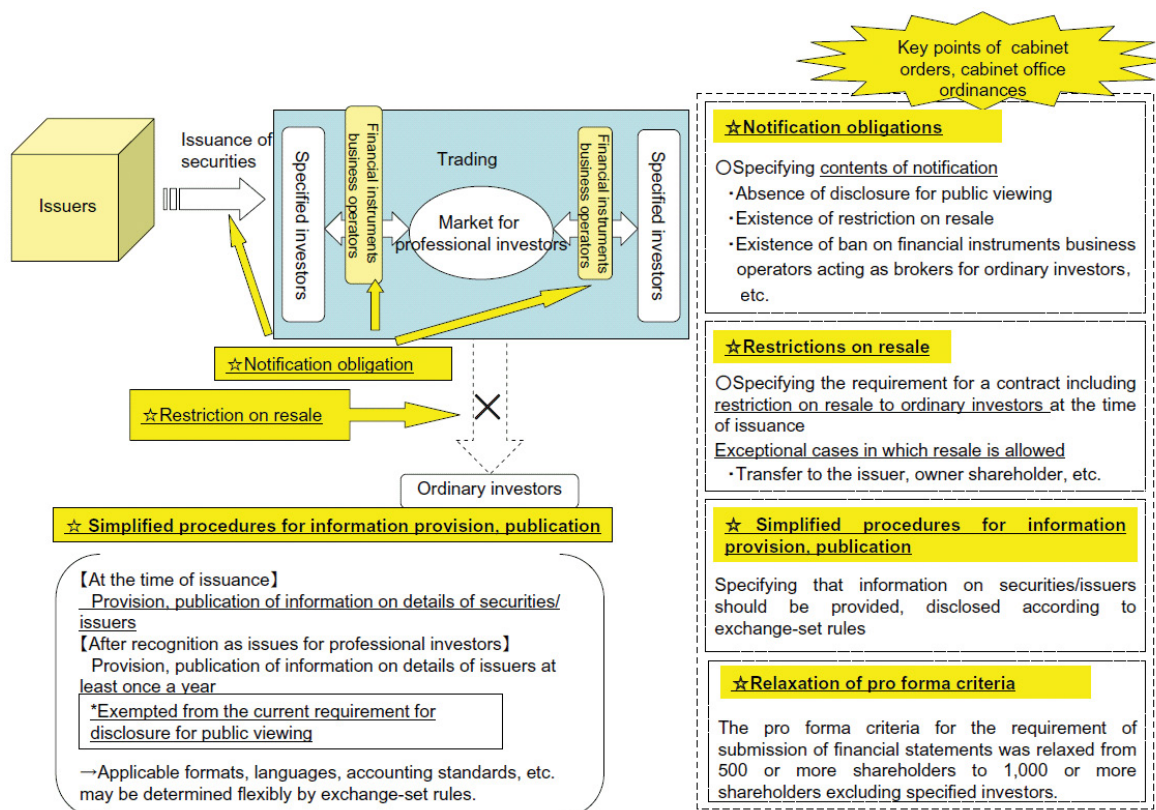 Key points of cabinet
orders, cabinet office
ordinances
Issuers
Issuance of
securities
Specified investors
Financial instruments
business operators
Trading
Market for
professional investors
Financial instruments
business operators
Specified investors
☆Notification obligation
☆Restriction on resale
Ordinary investors
☆ Simplified procedures for information provision, publication
【At the time of issuance】
Provision, publication of information on details of securities/
issuers
【After recognition as issues for professional investors】
Provision, publication of information on details of issuers at
least once a year
*Exempted from the current requirement for
disclosure for public viewing
→Applicable formats, languages, accounting standards, etc.
may be determined flexibly by exchange-set rules.
☆Notification obligations
○Specifying contents of notification
・Absence of disclosure for public viewing
・Existence of restriction on resale
・Existence of ban on financial instruments business
operators acting as brokers for ordinary investors,
etc.
☆Restrictions on resale
○Specifying the requirement for a contract including
restriction on resale to ordinary investors at the time
of issuance
Exceptional cases in which resale is allowed
・Transfer to the issuer, owner shareholder, etc.
☆ Simplified procedures for information
provision, publication
Specifying that information on securities/issuers
should be provided, disclosed according to
exchange-set rules
☆Relaxation of pro forma criteria
The pro forma criteria for the requirement of
submission of financial statements was relaxed from
500 or more shareholders to 1,000 or more
shareholders excluding specified investors.